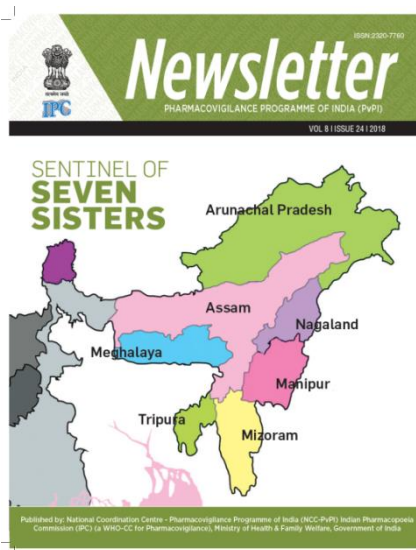 ISSN:2320-7760
Newsletter
PHARMACOVIGILANCE PROGRAMME OF INDIA (PvPI)
IPC
VOL 8 I ISSUE 24 I 2018
SENTINEL OF
SEVEN
SISTERS
Arunachal Pradesh
Assam
Nagaland
Meghalaya
Manipur
Tripura
Mizoram
Published by: National Coordination Centre - Pharmacovigilance Programme of India (NCC-PvPI) Indian Pharmacopoeia
Commission (IPC) (a WHO-CC for Pharmacovigilance), Ministry of Health & Family Welfare, Government of India